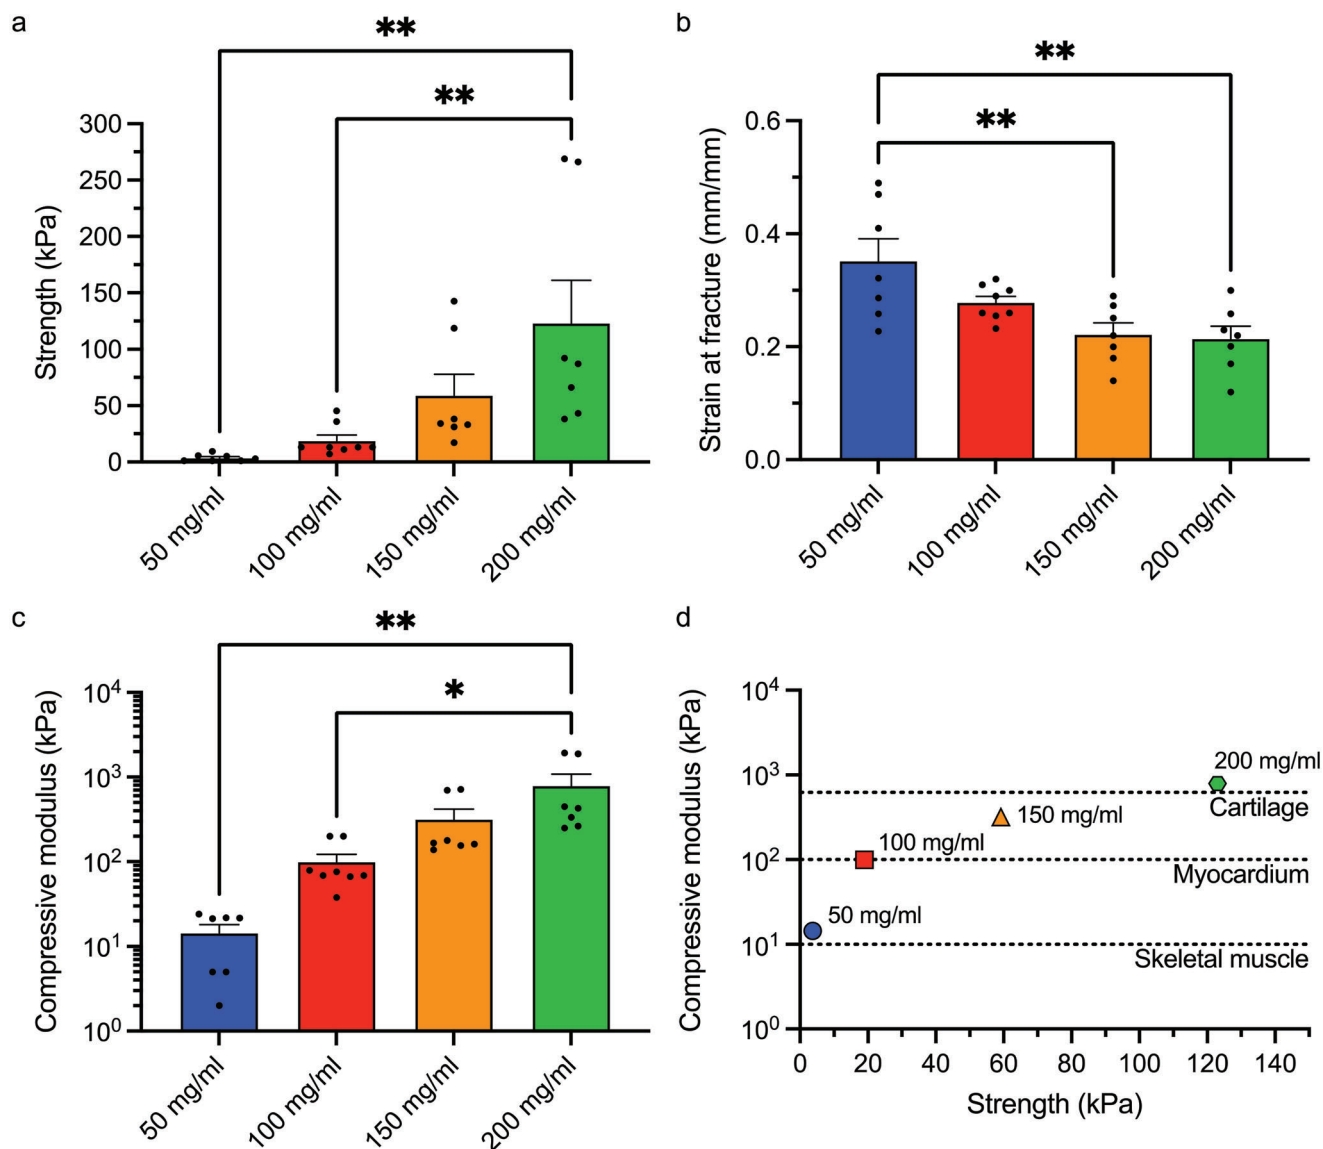 a
**
**
Strength (kPa)
300
250
200
150
100
50
0
50 mg/ml
100 mg/ml
150 mg/ml
200 mg/ml
b
**
**
Strain at fracture (mm/mm)
0.6
0.4
0.2
0.0
50 mg/ml
100 mg/ml
150 mg/ml
200 mg/ml
c
**
*
Compressive modulus (kPa)
10⁴
10³
10²
10¹
10⁰
50 mg/ml
100 mg/ml
150 mg/ml
200 mg/ml
d
Compressive modulus (kPa)
10⁴
10³
10²
10¹
10⁰
200 mg/ml
Cartilage
150 mg/ml
100 mg/ml
Myocardium
50 mg/ml
Skeletal muscle
0 20 40 60 80 100 120 140
Strength (kPa)